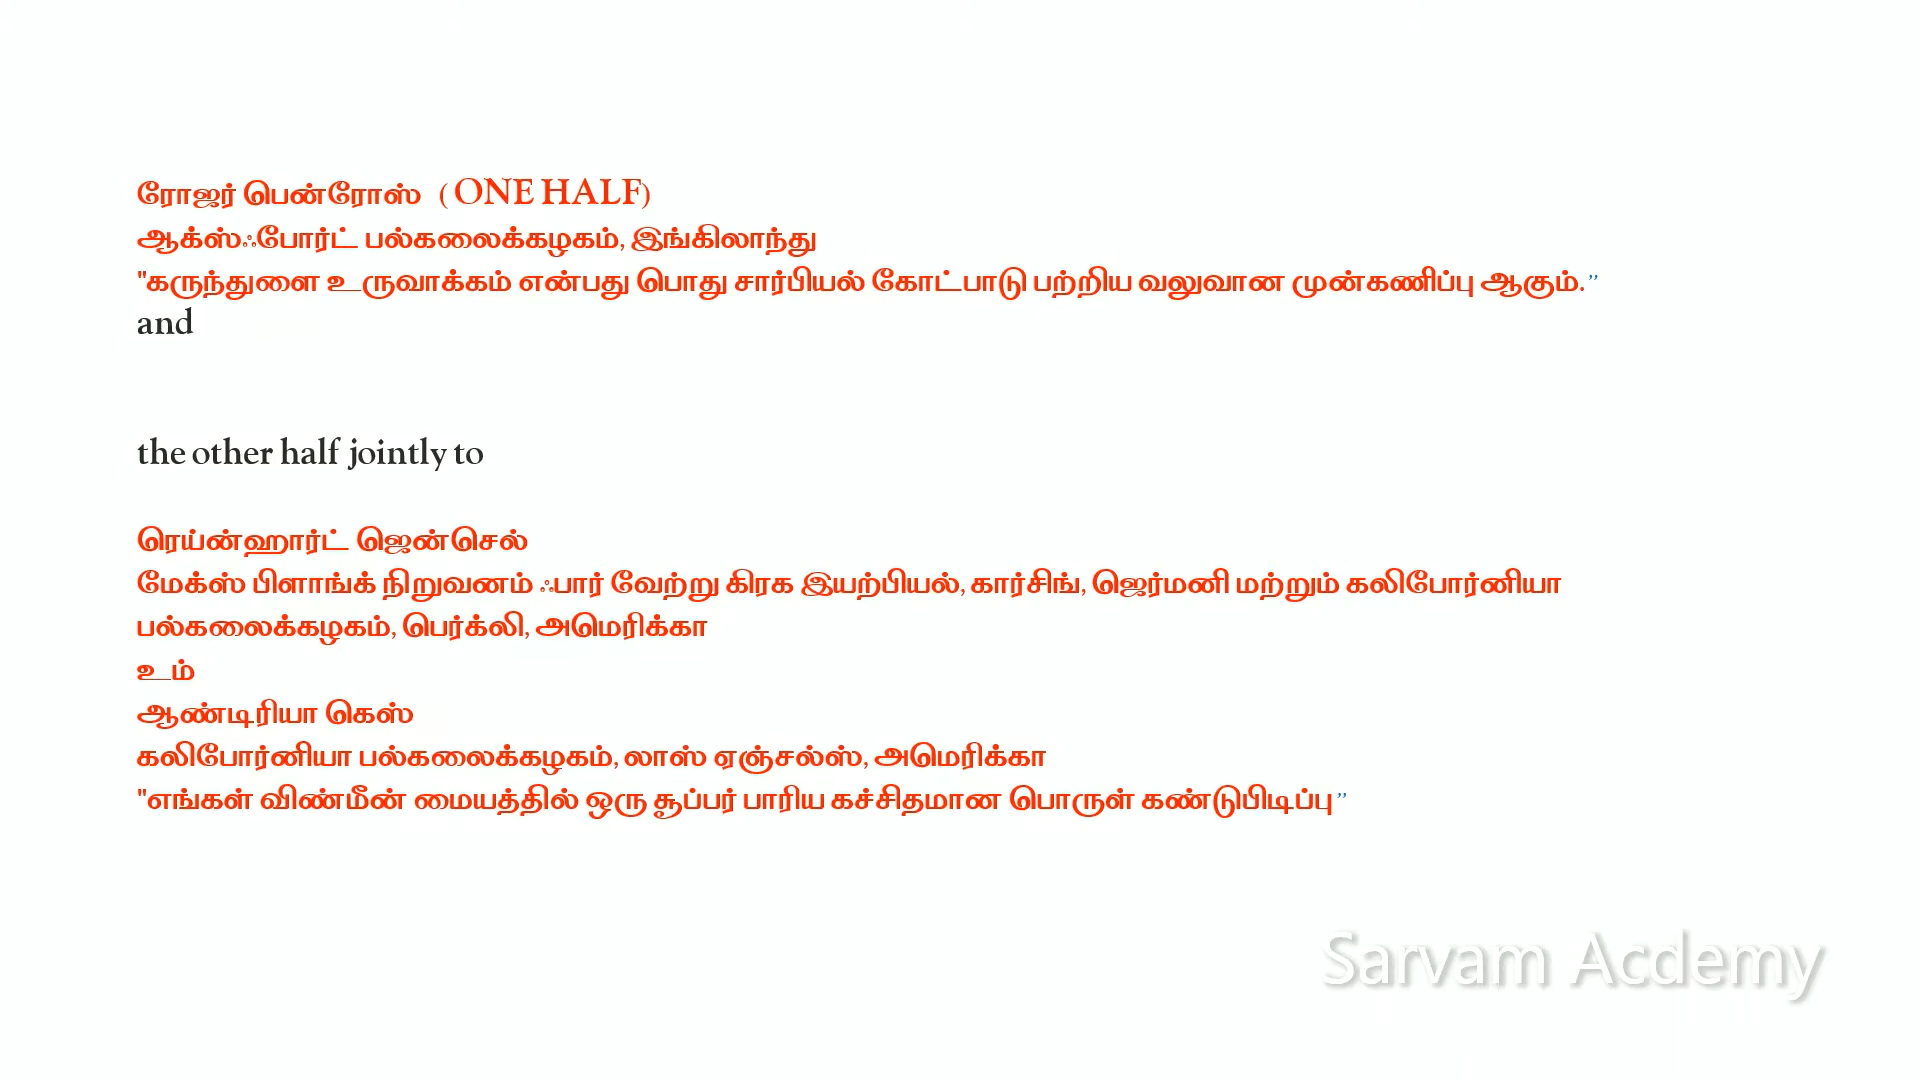 ரோஜர் பென்ரோஸ் ( ONE HALF)
ஆக்ஸ்ஃபோர்ட் பல்கலைக்கழகம், இங்கிலாந்து
"கருந்துளை உருவாக்கம் என்பது பொது சார்பியல் கோட்பாடு பற்றிய வலுவான முன்கணிப்பு ஆகும்.”
and
the other half jointly to
ரெய்ன்ஹார்ட் ஜென்செல்
மேக்ஸ் பிளாங்க் நிறுவனம் ஃபார் வேற்று கிரக இயற்பியல், கார்சிங், ஜெர்மனி மற்றும் கலிபோர்னியா
பல்கலைக்கழகம், பெர்க்லி, அமெரிக்கா
உம்
ஆண்டிரியா கெஸ்
கலிபோர்னியா பல்கலைக்கழகம், லாஸ் ஏஞ்சல்ஸ், அமெரிக்கா
"எங்கள் விண்மீன் மையத்தில் ஒரு சூப்பர் பாரிய கச்சிதமான பொருள் கண்டுபிடிப்பு”
Sarvam Acdemy